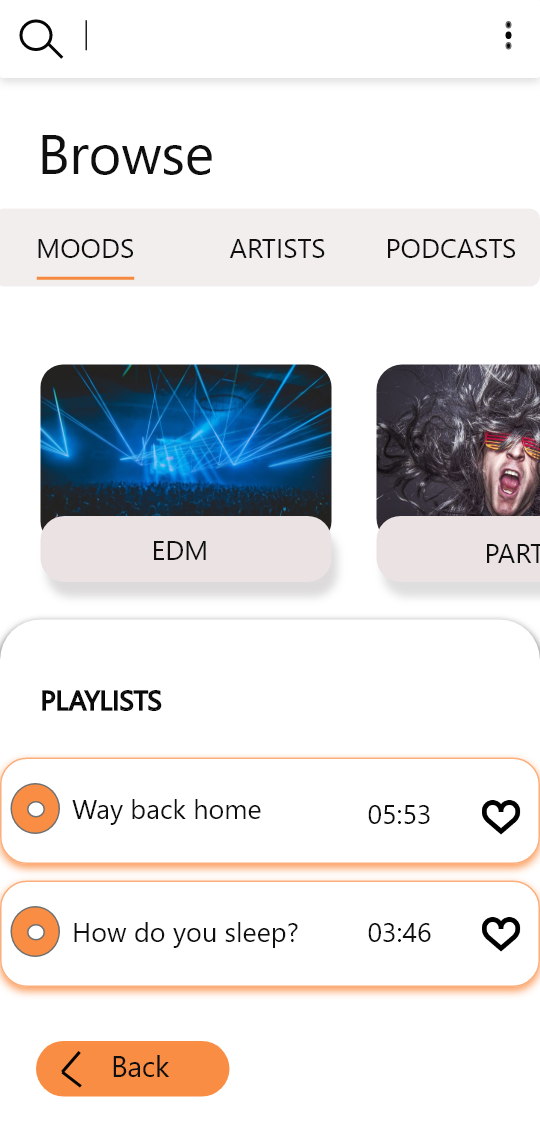 Browse
MOODS ARTISTS PODCASTS
EDM PART
PLAYLISTS
Way back home 05:53
How do you sleep? 03:46
Back